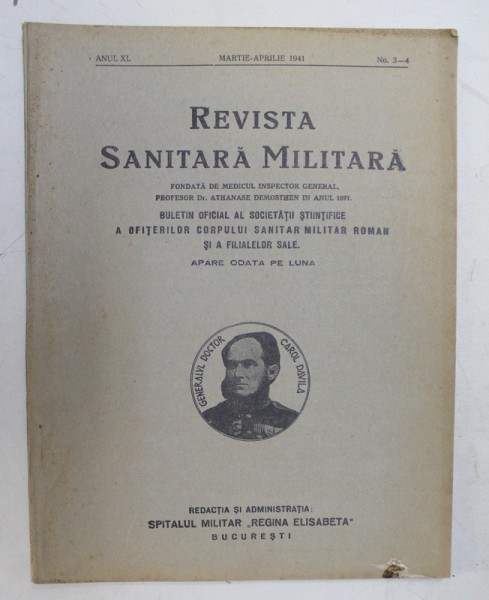 ANUL XL
MARTIE-APRILIE 1941
No. 3—4
REVISTA
SANITARĂ MILITARĂ
FONDATĂ DE MEDICUL INSPECTOR GENERAL,
PROFESOR Dr. ATHANASE DEMOSTHEN IN ANUL 1897.
BULETIN OFICIAL AL SOCIETĂȚII ȘTIINȚIFICE
A OFIȚERILOR CORPULUI SANITAR MILITAR ROMAN
ȘI A FILIALELOR SALE.
APARE ODATA PE LUNA
GENERALUL DOCTOR CAROL DAVILA
REDACȚIA ȘI ADMINISTRAȚIA:
SPITALUL MILITAR „REGINA ELISABETA"
BUCUREȘTI